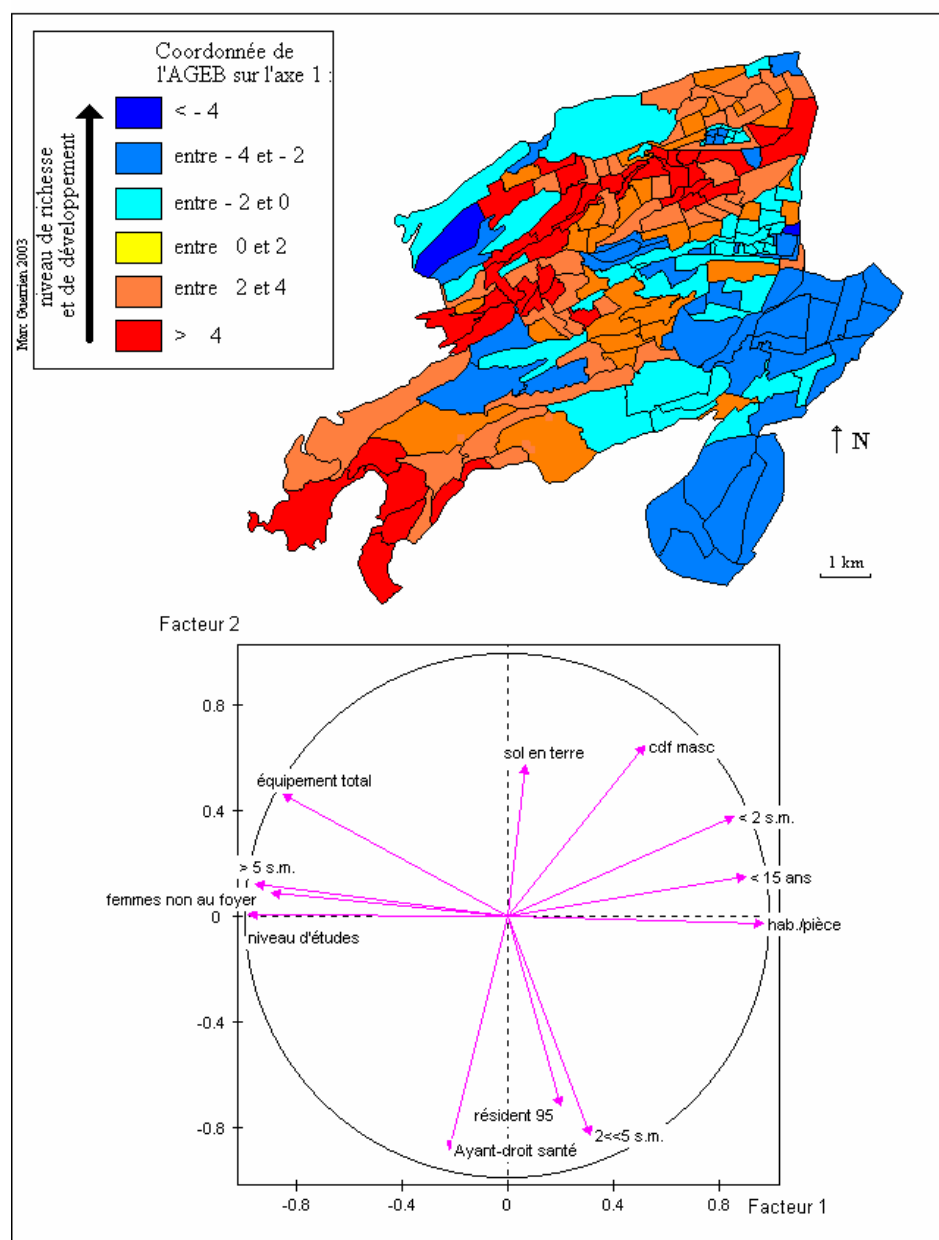 Coordonnée de
l'AGEB sur l'axe 1 :
< - 4
entre - 4 et - 2
entre - 2 et 0
entre 0 et 2
entre 2 et 4
> 4
niveau de richesse
et de développement
Marc Guerrien 2003
N
1 km
Facteur 2
0.8
0.4
0
-0.4
-0.8
sol en terre
cdf masc
équipement total
< 2 s.m.
> 5 s.m.
< 15 ans
femmes non au foyer
hab./pièce
niveau d'études
résident 95
2<<5 s.m.
Ayant-droit santé
-0.8
-0.4
0
0.4
0.8
Facteur 1